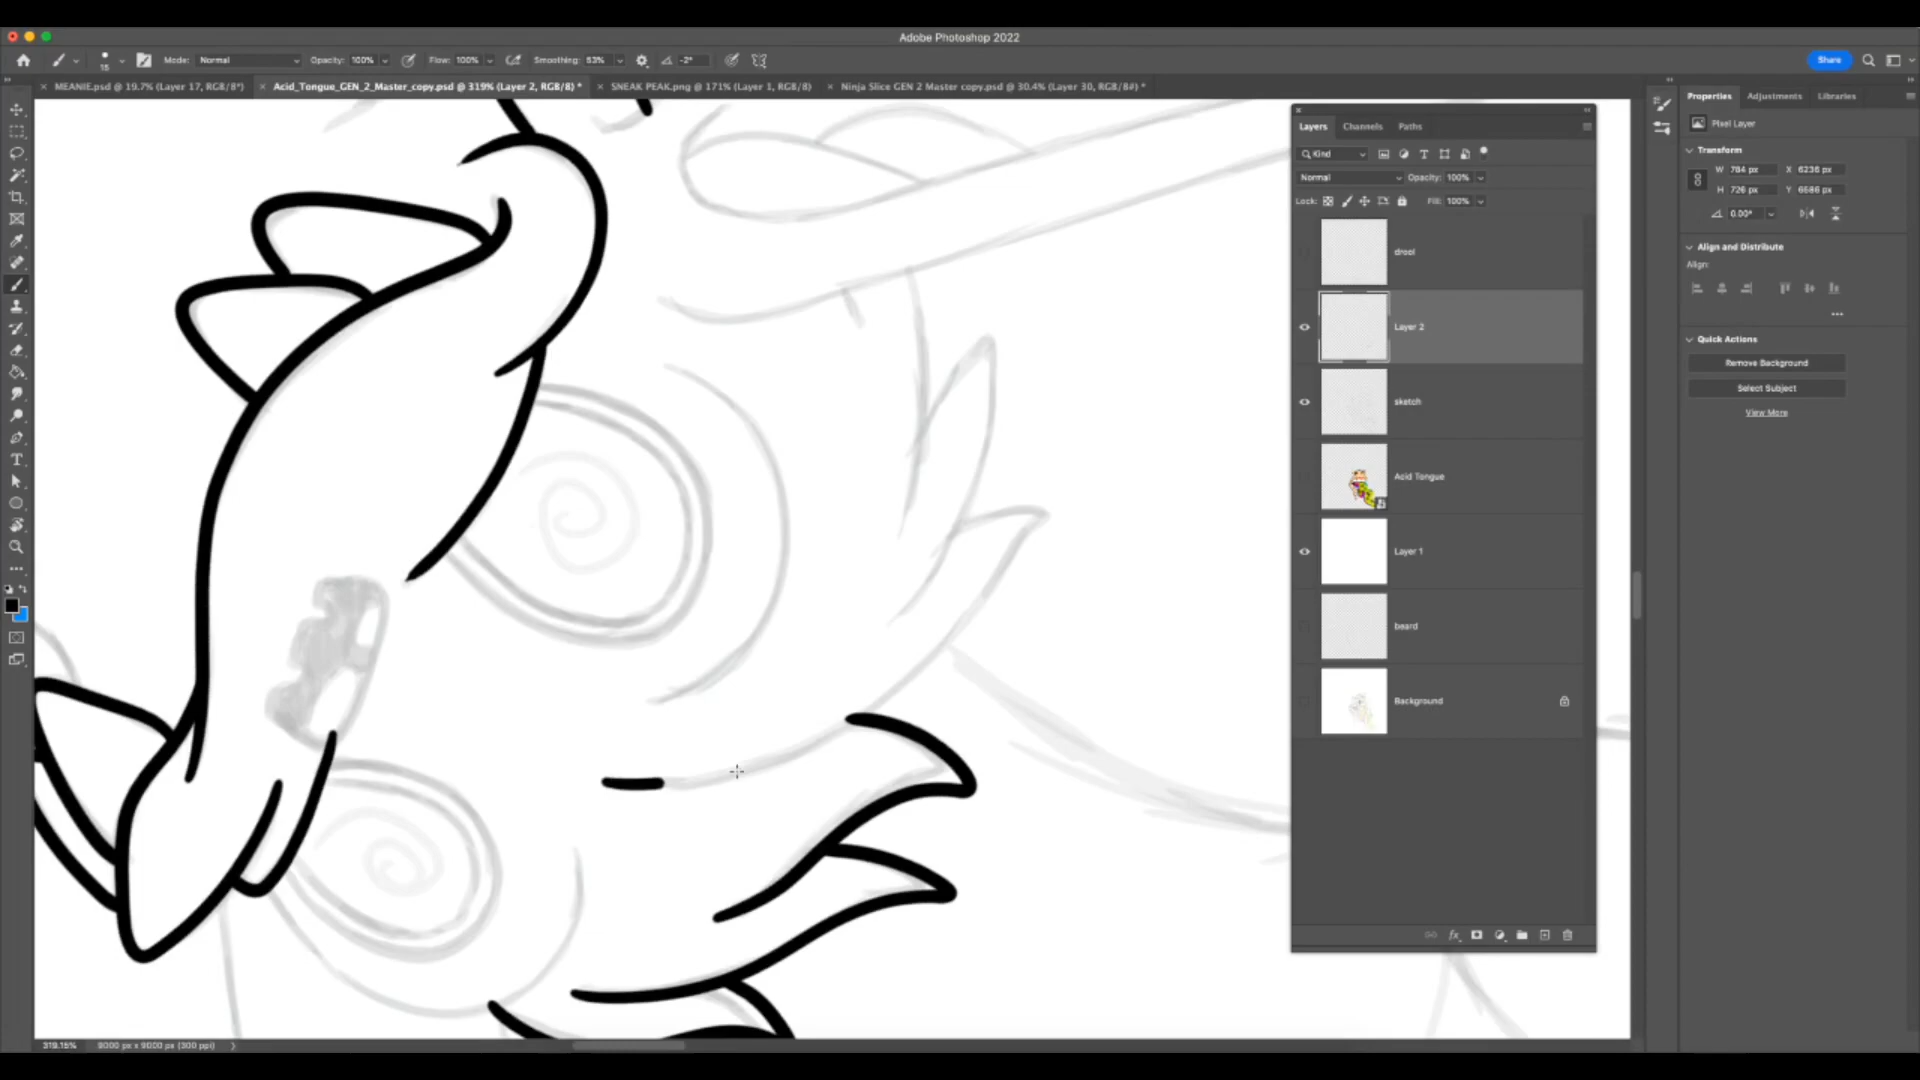 Adobe Photoshop 2022
15
Mode: Normal Opacity: 100% Flow: 100% Smoothing: 53% -2° Share
MEANIE.psd @ 19.7% (Layer 17, RGB/8*)
Acid_Tongue_GEN_2_Master_copy.psd @ 319% (Layer 2, RGB/8) *
SNEAK PEAK.png @ 171% (Layer 1, RGB/8)
Ninja Slice GEN 2 Master copy.psd @ 30.4% (Layer 30, RGB/8#) *
Layers Channels Paths
Kind
Normal Opacity: 100%
Lock: Fill: 100%
drool
Layer 2
sketch
Acid Tongue
Layer 1
beard
Background
fx
Properties Adjustments Libraries
Pixel Layer
Transform
W 784 px X 6236 px
H 726 px Y 6586 px
0.00°
Align and Distribute
Align:
Quick Actions
Remove Background
Select Subject
View More
319.15% 9000 px x 9000 px (300 ppi)